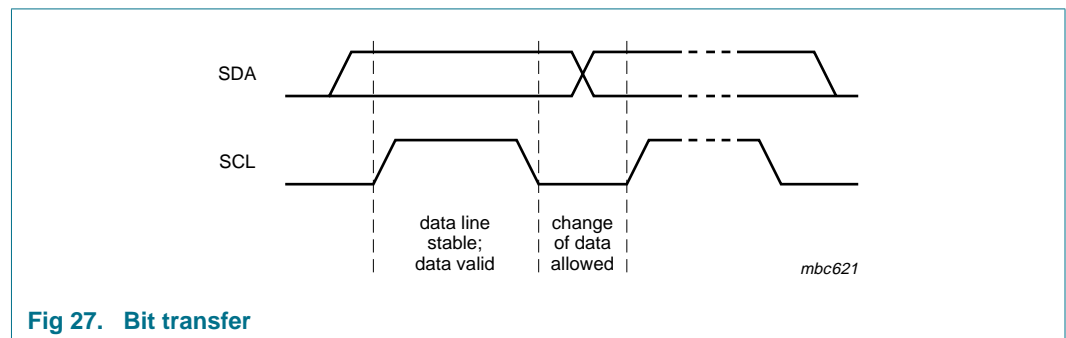 SDA
SCL
data line
stable;
data valid
change
of data
allowed
mbc621
Fig 27. Bit transfer